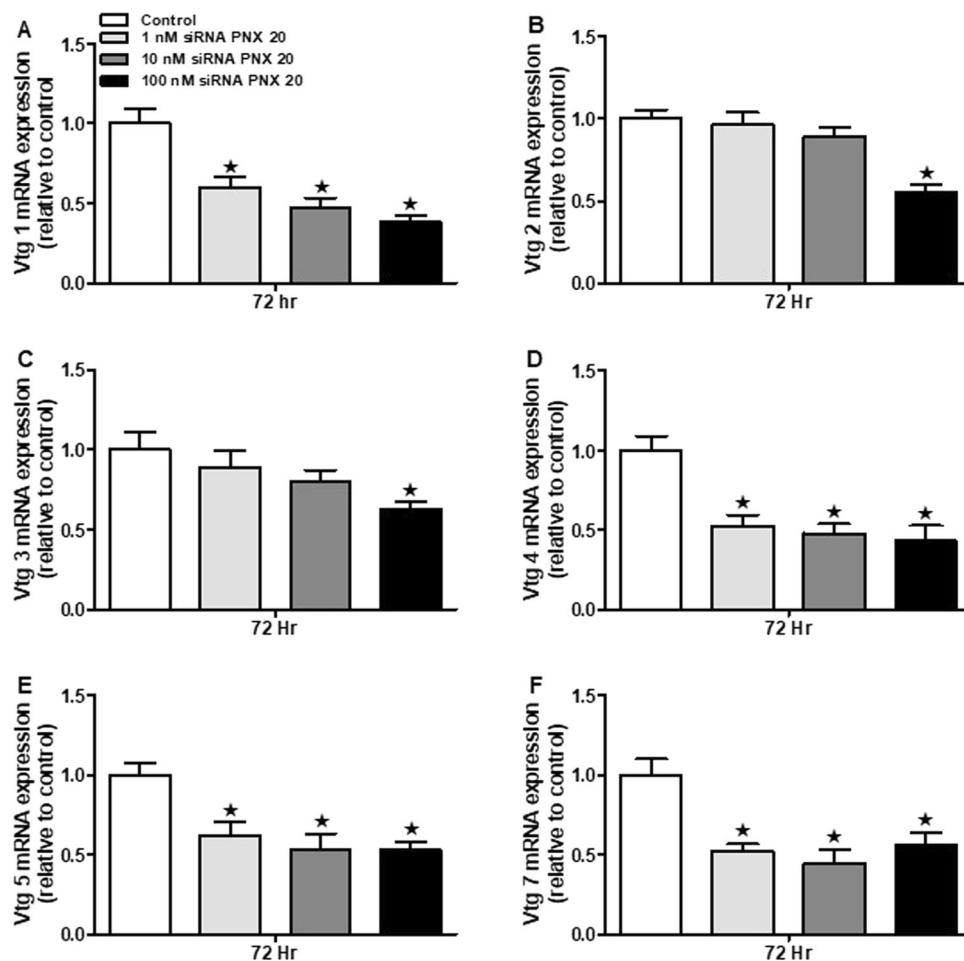 A
Control
1 nM siRNA PNX 20
10 nM siRNA PNX 20
100 nM siRNA PNX 20
Vtg 1 mRNA expression
(relative to control)
1.5
1.0
0.5
0.0
72 hr
B
Vtg 2 mRNA expression
(relative to control)
1.5
1.0
0.5
0.0
72 Hr
C
Vtg 3 mRNA expression
(relative to control)
1.5
1.0
0.5
0.0
72 Hr
D
Vtg 4 mRNA expression
(relative to control)
1.5
1.0
0.5
0.0
72 Hr
E
Vtg 5 mRNA expression
(relative to control)
1.5
1.0
0.5
0.0
72 Hr
F
Vtg 7 mRNA expression
(relative to control)
1.5
1.0
0.5
0.0
72 Hr